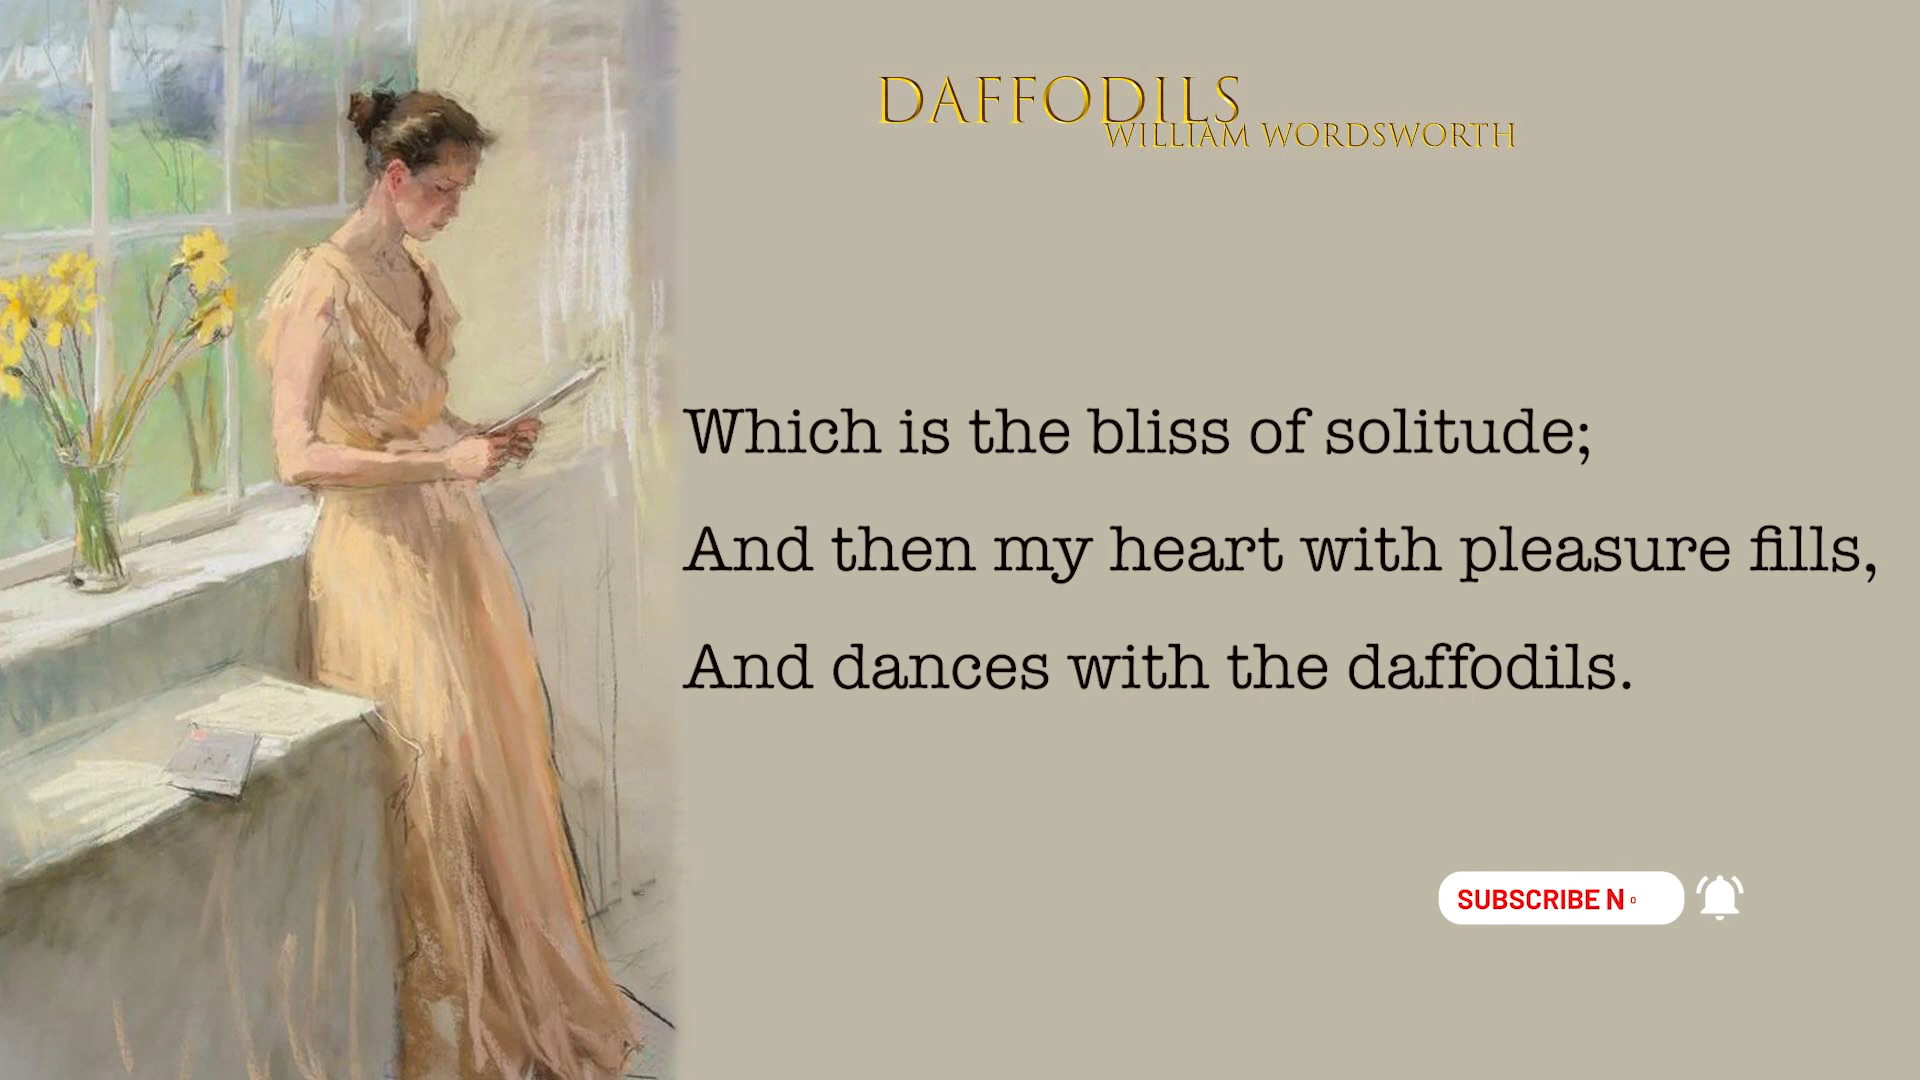 DAFFODILS
WILLIAM WORDSWORTH
Which is the bliss of solitude;
And then my heart with pleasure fills,
And dances with the daffodils.
SUBSCRIBE N o